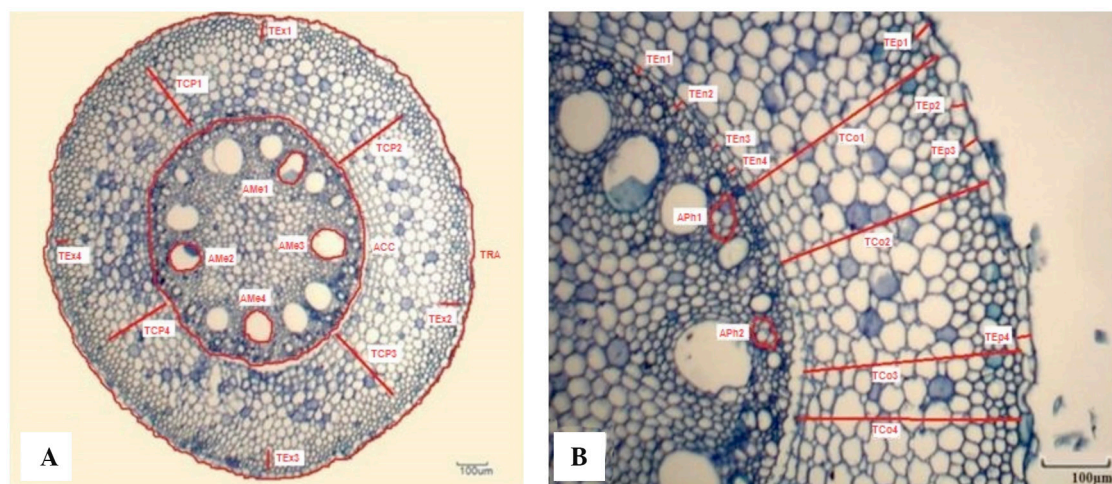 TEx1
TCP1
TCP2
AMe1
AMe3
ACC
TRA
AMe2
TEx4
AMe4
TEx2
TCP4
TCP3
TEx3
A
100µm
TEp1
TEn1
TEn2
TEp2
TCo1
TEn3
TEp3
TEn4
APh1
TCo2
APh2
TEp4
TCo3
TCo4
B
100µm